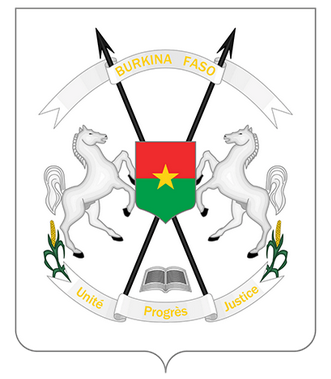 BURKINA FASO
Unité Progrès Justice